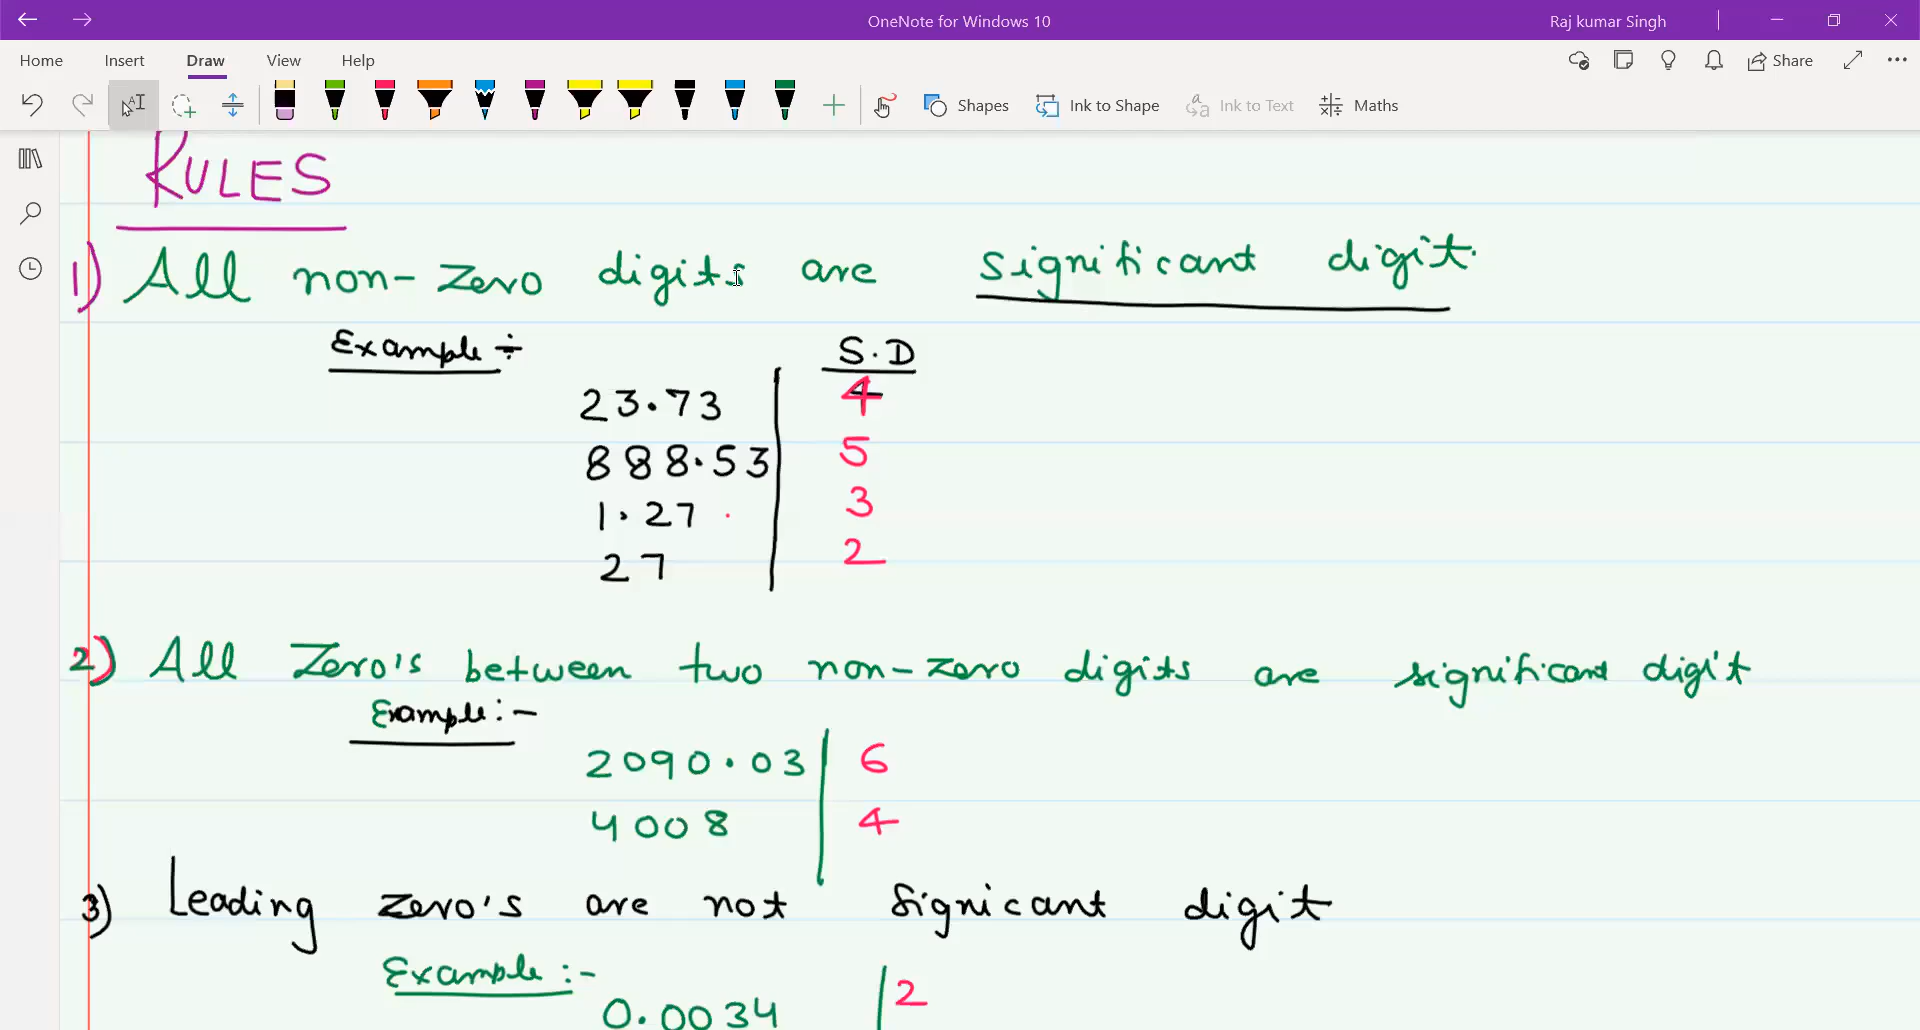 OneNote for Windows 10 Raj kumar Singh
Home Insert Draw View Help Share
Shapes Ink to Shape Ink to Text Maths
RULES
1) All non-zero digits are significant digit.
Example ÷ S.D
23.73 4
888.53 5
1.27 3
27 2
2) All Zero's between two non-zero digits are significant digit
Example :-
2090.03 6
4008 4
3) Leading zero's are not Signicant digit
Example :-
0.0034 2